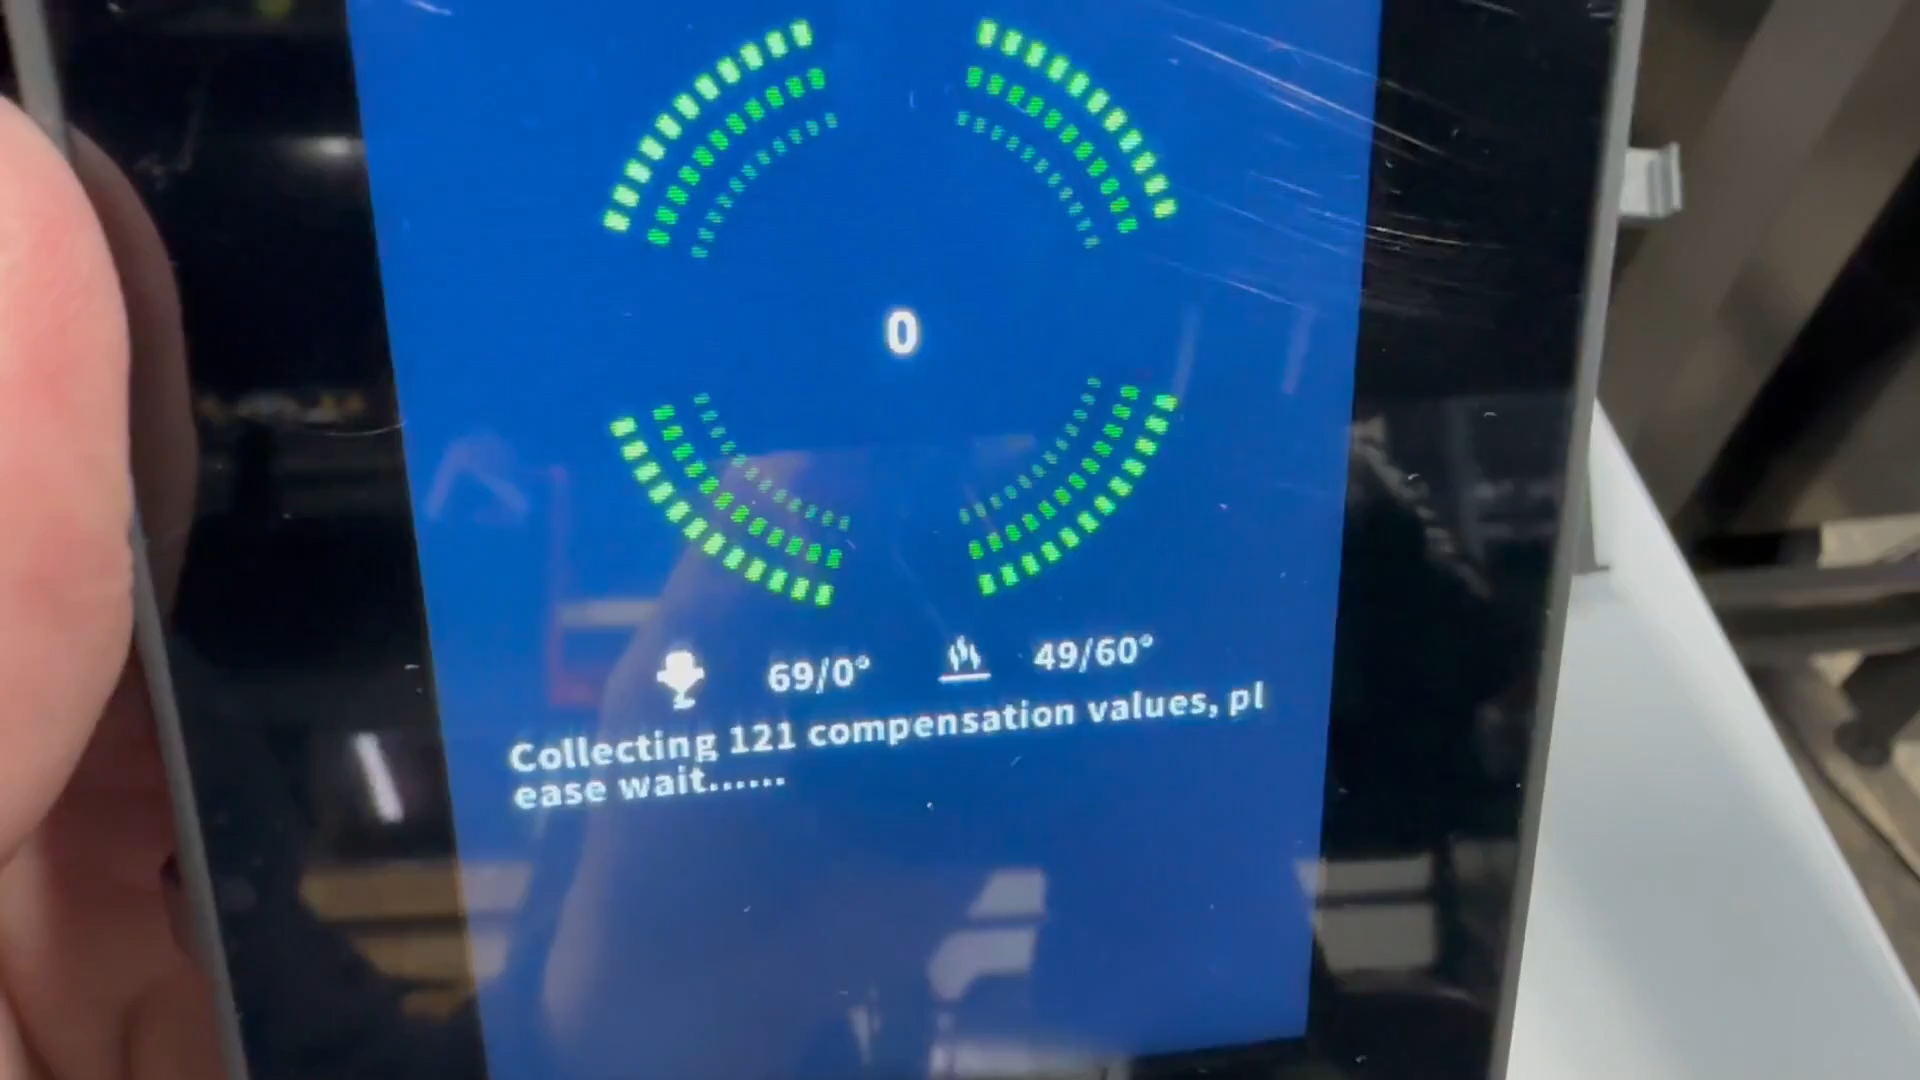 0
69/0° 49/60°
Collecting 121 compensation values, pl
ease wait......